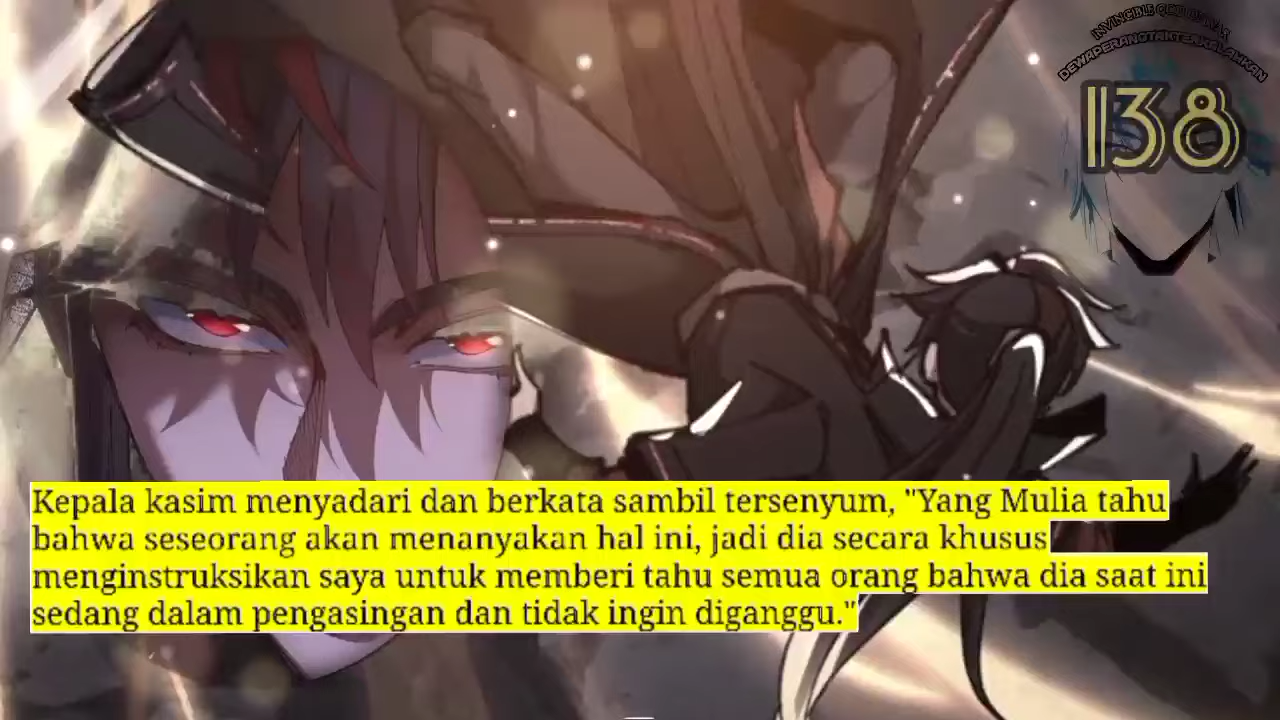 DEWAPERANGTAKTERKALAHKAN
138
Kepala kasim menyadari dan berkata sambil tersenyum, "Yang Mulia tahu
bahwa seseorang akan menanyakan hal ini, jadi dia secara khusus
menginstruksikan saya untuk memberi tahu semua orang bahwa dia saat ini
sedang dalam pengasingan dan tidak ingin diganggu."